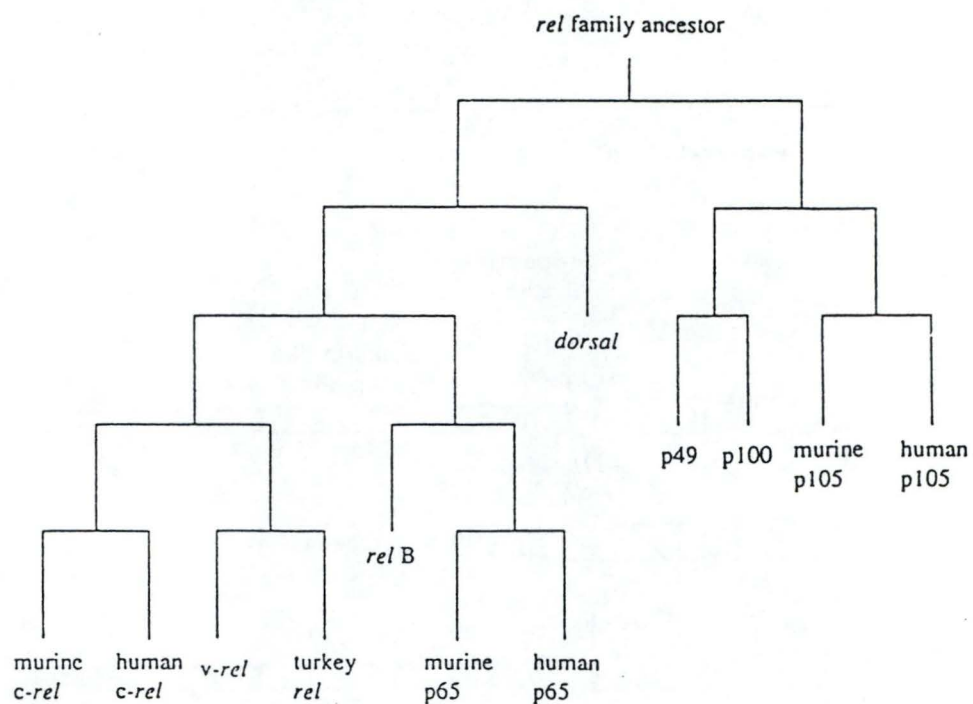 rel family ancestor
dorsal
p49 p100 murine human
p105 p105
rel B
murine human v-rel turkey murine human
c-rel c-rel rel p65 p65